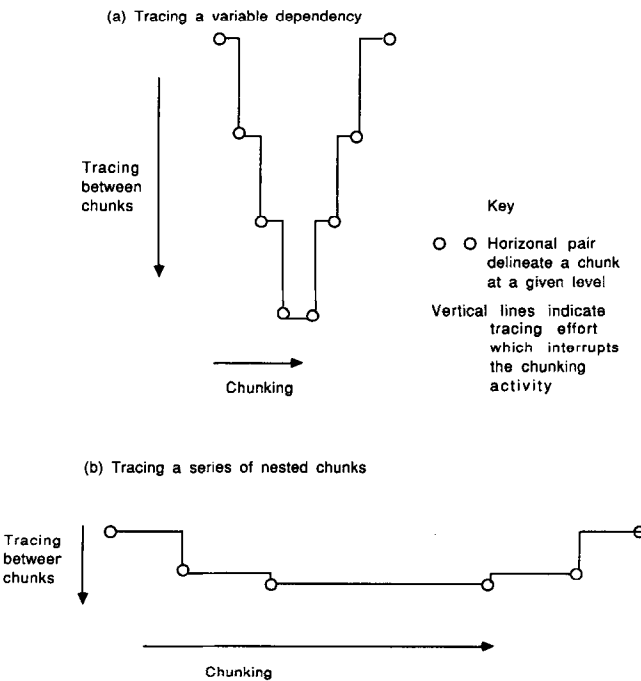 (a) Tracing a variable dependency
Tracing
between
chunks
Chunking
Key
Horizonal pair
delineate a chunk
at a given level
Vertical lines indicate
tracing effort
which interrupts
the chunking
activity
(b) Tracing a series of nested chunks
Tracing
between
chunks
Chunking